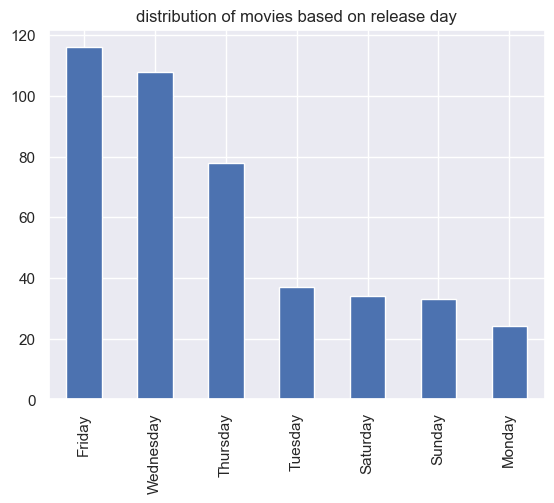 distribution of movies based on release day
120
100
80
60
40
20
0
Friday
Wednesday
Thursday
Tuesday
Saturday
Sunday
Monday